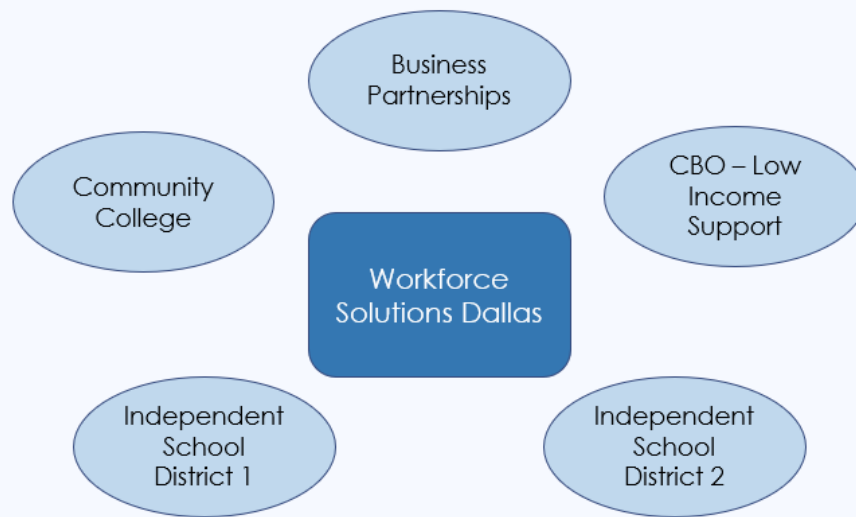 Business
Partnerships
Community
College
CBO – Low
Income
Support
Workforce
Solutions Dallas
Independent
School
District 1
Independent
School
District 2